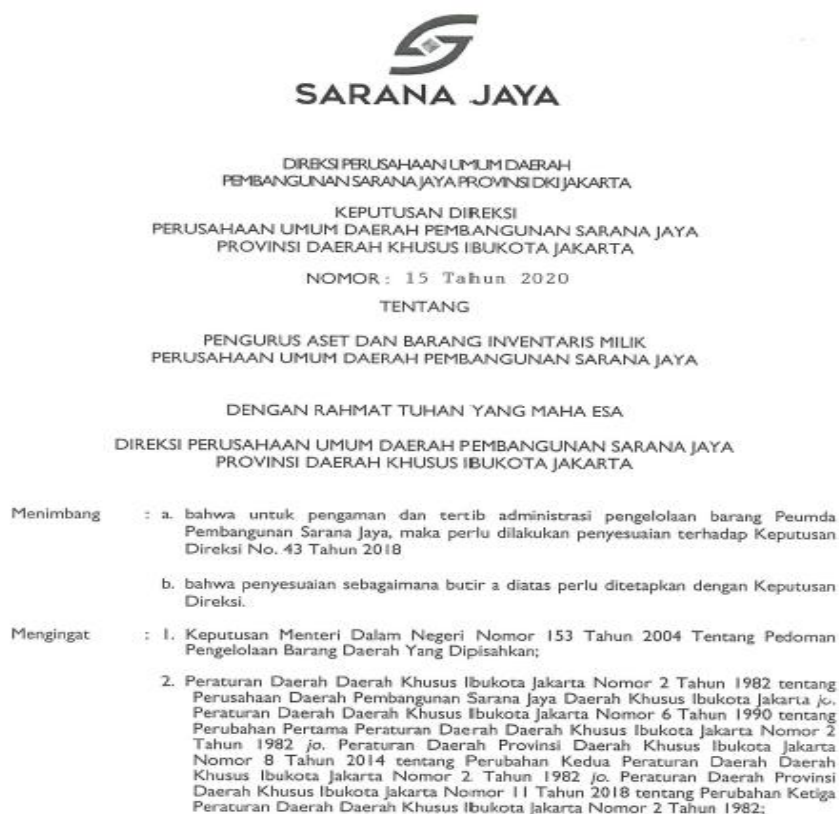 SARANA JAYA
DIREKSI PERUSAHAAN UMUM DAERAH
PEMBANGUNAN SARANA JAYA PROVINSI DKI JAKARTA
KEPUTUSAN DIREKSI
PERUSAHAAN UMUM DAERAH PEMBANGUNAN SARANA JAYA
PROVINSI DAERAH KHUSUS IBUKOTA JAKARTA
NOMOR : 15 Tahun 2020
TENTANG
PENGURUS ASET DAN BARANG INVENTARIS MILIK
PERUSAHAAN UMUM DAERAH PEMBANGUNAN SARANA JAYA
DENGAN RAHMAT TUHAN YANG MAHA ESA
DIREKSI PERUSAHAAN UMUM DAERAH PEMBANGUNAN SARANA JAYA
PROVINSI DAERAH KHUSUS IBUKOTA JAKARTA
Menimbang : a. bahwa untuk pengaman dan tertib administrasi pengelolaan barang Peumda
Pembangunan Sarana Jaya, maka perlu dilakukan penyesuaian terhadap Keputusan
Direksi No. 43 Tahun 2018
b. bahwa penyesuaian sebagaimana butir a diatas perlu ditetapkan dengan Keputusan
Direksi.
Mengingat : 1. Keputusan Menteri Dalam Negeri Nomor 153 Tahun 2004 Tentang Pedoman
Pengelolaan Barang Daerah Yang Dipisahkan;
2. Peraturan Daerah Daerah Khusus Ibukota Jakarta Nomor 2 Tahun 1982 tentang
Perusahaan Daerah Pembangunan Sarana Jaya Daerah Khusus Ibukota Jakarta jo.
Peraturan Daerah Daerah Khusus Ibukota Jakarta Nomor 6 Tahun 1990 tentang
Perubahan Pertama Peraturan Daerah Daerah Khusus Ibukota Jakarta Nomor 2
Tahun 1982 jo. Peraturan Daerah Provinsi Daerah Khusus Ibukota Jakarta
Nomor 8 Tahun 2014 tentang Perubahan Kedua Peraturan Daerah Daerah
Khusus Ibukota Jakarta Nomor 2 Tahun 1982 jo. Peraturan Daerah Provinsi
Daerah Khusus Ibukota Jakarta Nomor 11 Tahun 2018 tentang Perubahan Ketiga
Peraturan Daerah Daerah Khusus Ibukota Jakarta Nomor 2 Tahun 1982;